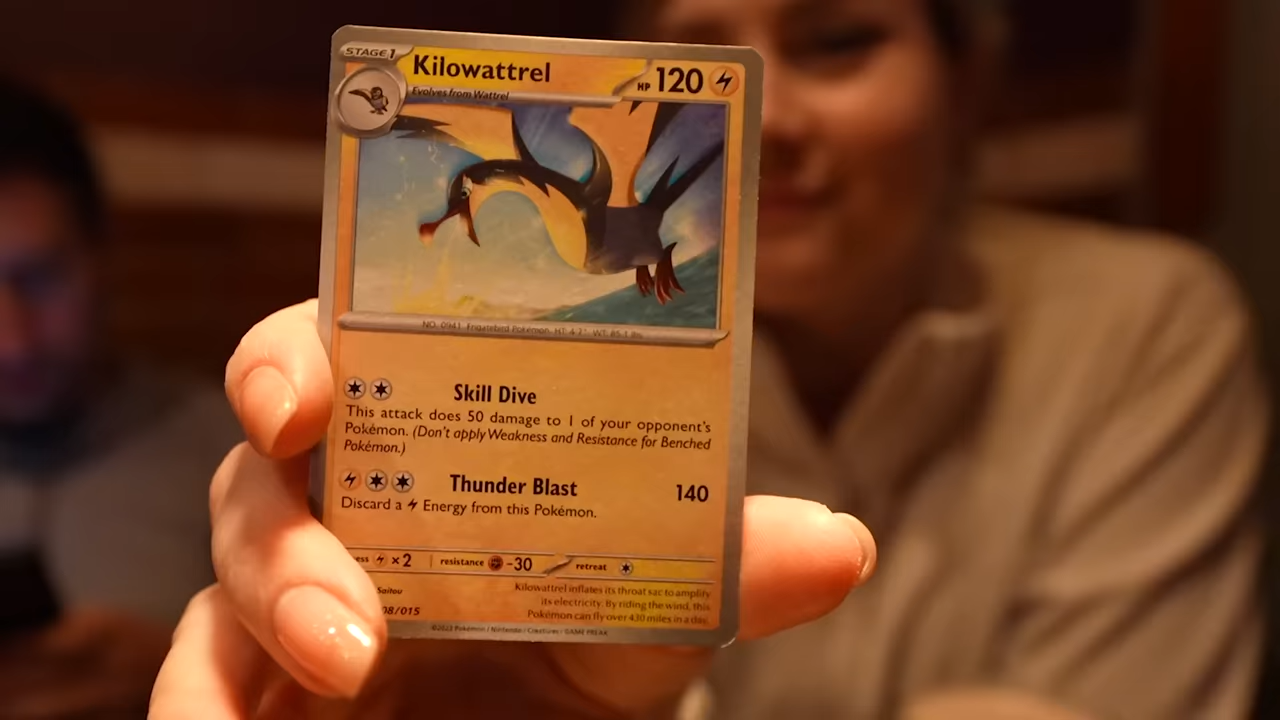 STAGE 1
Kilowattrel
HP 120
Evolves from Wattrel
NO. 0941 Frigatebird Pokémon HT: 4'7" WT: 85.1 lbs
Skill Dive
This attack does 50 damage to 1 of your opponent's
Pokémon. (Don't apply Weakness and Resistance for Benched
Pokémon.)
Thunder Blast 140
Discard a Energy from this Pokémon.
×2 resistance -30 retreat
Saitou
Kilowattrel inflates its throat sac to amplify
its electricity. By riding the wind, this
Pokémon can fly over 430 miles in a day.
08/015
©2023 Pokémon / Nintendo / Creatures / GAME FREAK